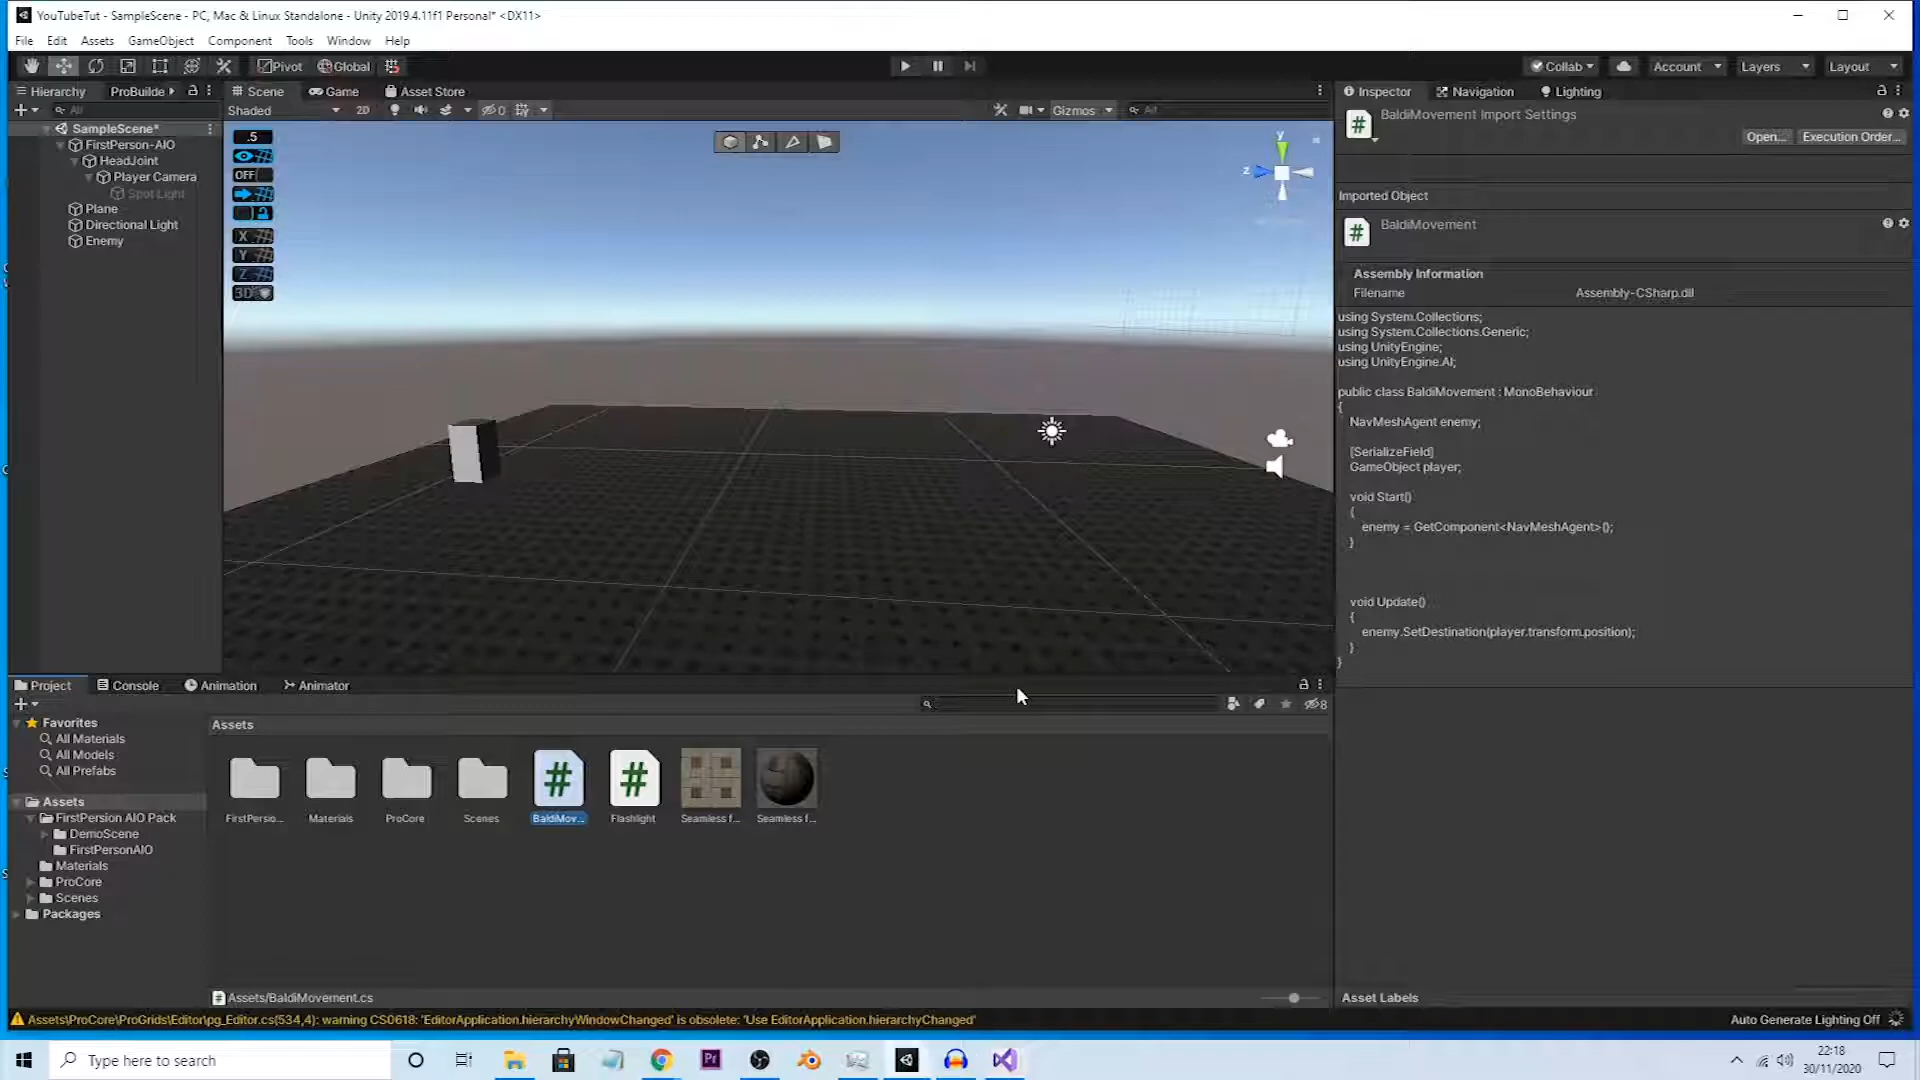 YouTubeTut - SampleScene - PC, Mac & Linux Standalone - Unity 2019.4.11f1 Personal* <DX11>
File Edit Assets GameObject Component Tools Window Help
Pivot Global
Collab Account Layers Layout
Hierarchy ProBuilde
All
SampleScene*
FirstPerson-AIO
HeadJoint
Player Camera
Spot Light
Plane
Directional Light
Enemy
Scene Game Asset Store
Shaded 2D 0 Gizmos All
.5
OFF
X
Y
Z
3D
y
z
Inspector Navigation Lighting
BaldiMovement Import Settings
Open... Execution Order...
Imported Object
BaldiMovement
Assembly Information
Filename Assembly-CSharp.dll
using System.Collections;
using System.Collections.Generic;
using UnityEngine;
using UnityEngine.AI;
public class BaldiMovement : MonoBehaviour
{
NavMeshAgent enemy;
[SerializeField]
GameObject player;
void Start()
{
enemy = GetComponent<NavMeshAgent>();
}
void Update()
{
enemy.SetDestination(player.transform.position);
}
}
Project Console Animation Animator
8
Favorites
All Materials
All Models
All Prefabs
Assets
FirstPersion AIO Pack
DemoScene
FirstPersonAIO
Materials
ProCore
Scenes
Packages
Assets
FirstPersio... Materials ProCore Scenes BaldiMov... Flashlight Seamless f... Seamless f...
Assets/BaldiMovement.cs
Asset Labels
Assets\ProCore\ProGrids\Editor\pg_Editor.cs(534,4): warning CS0618: 'EditorApplication.hierarchyWindowChanged' is obsolete: 'Use EditorApplication.hierarchyChanged'
Auto Generate Lighting Off
Type here to search
Pr
22:18
30/11/2020